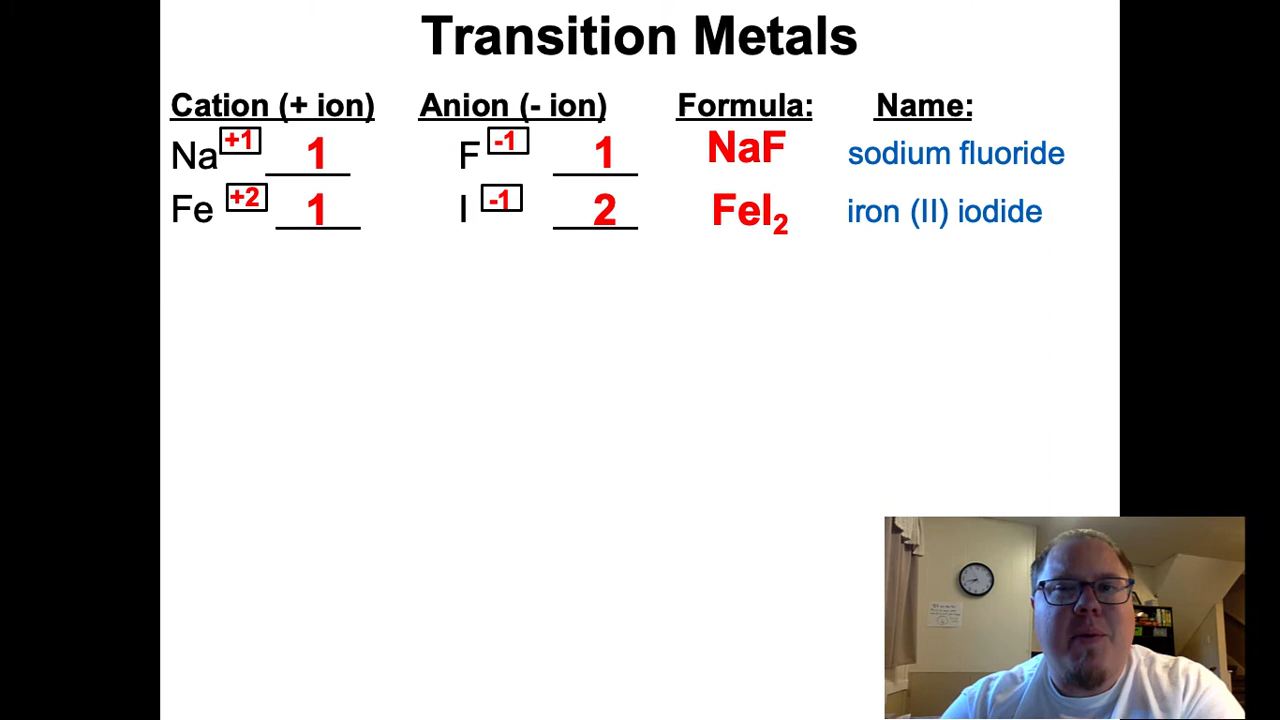 Transition Metals
Cation (+ ion) Anion (- ion) Formula: Name:
Na +1 1 F -1 1 NaF sodium fluoride
Fe +2 1 I -1 2 FeI₂ iron (II) iodide